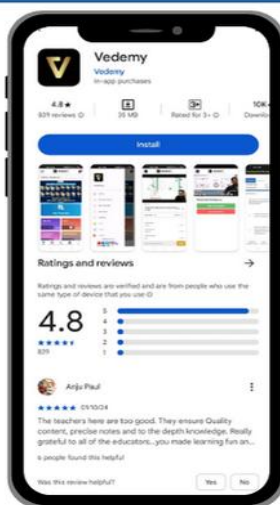 Vedemy
Vedemy
In-app purchases
4.8★
829 reviews
35 MB
Rated for 3+
10K+
Downlo
Install
Ratings and reviews
Ratings and reviews are verified and are from people who use the
same type of device that you use
4.8
5
4
3
2
1
829
Anju Paul
01/10/24
The teachers here are too good. They ensure Quality
content, precise notes and to the depth knowledge. Really
grateful to all of the educators...you made learning fun an...
people found this helpful
Was this review helpful?
Yes
No